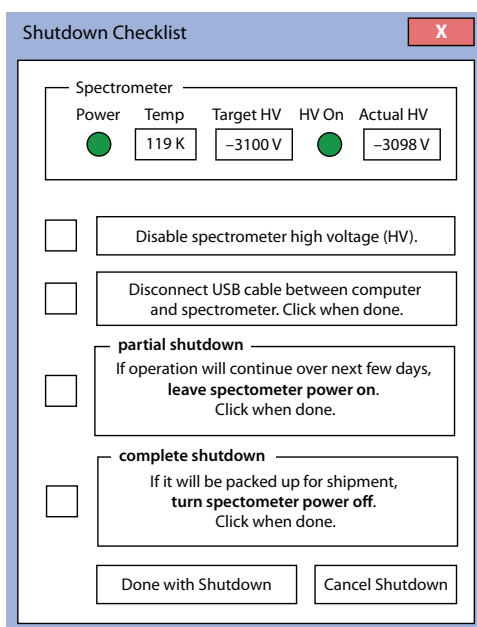 Shutdown Checklist X
Spectrometer
Power Temp Target HV HV On Actual HV
119 K –3100 V –3098 V
Disable spectrometer high voltage (HV).
Disconnect USB cable between computer
and spectrometer. Click when done.
partial shutdown
If operation will continue over next few days,
leave spectometer power on.
Click when done.
complete shutdown
If it will be packed up for shipment,
turn spectometer power off.
Click when done.
Done with Shutdown Cancel Shutdown